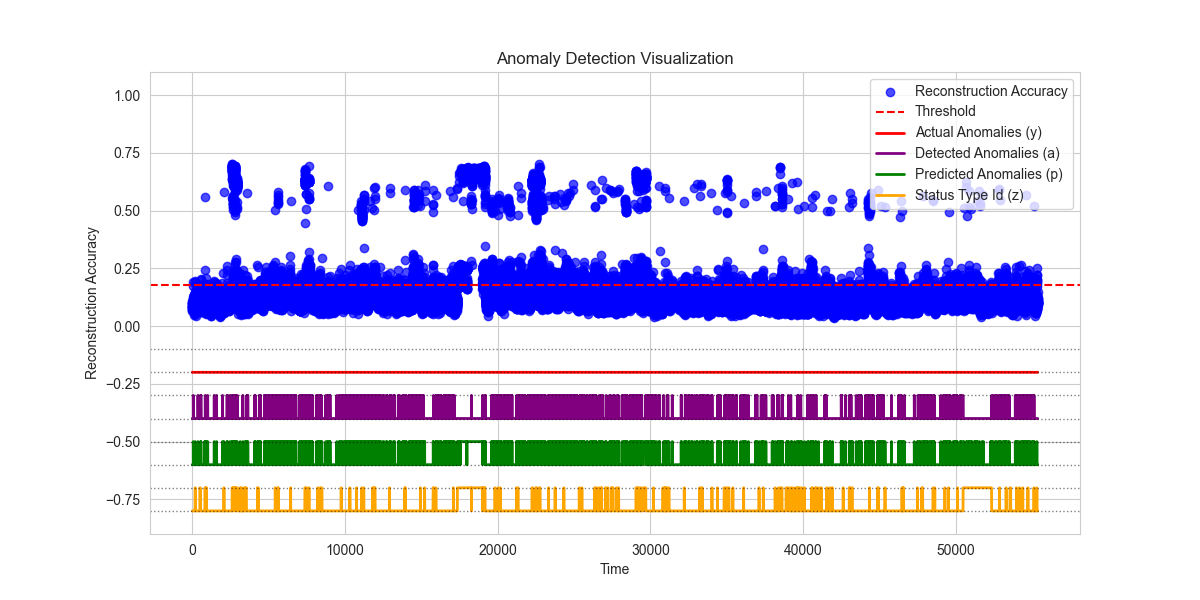 Anomaly Detection Visualization
Reconstruction Accuracy
1.00
0.75
0.50
0.25
0.00
−0.25
−0.50
−0.75
Reconstruction Accuracy
Threshold
Actual Anomalies (y)
Detected Anomalies (a)
Predicted Anomalies (p)
Status Type Id (z)
0 10000 20000 30000 40000 50000
Time